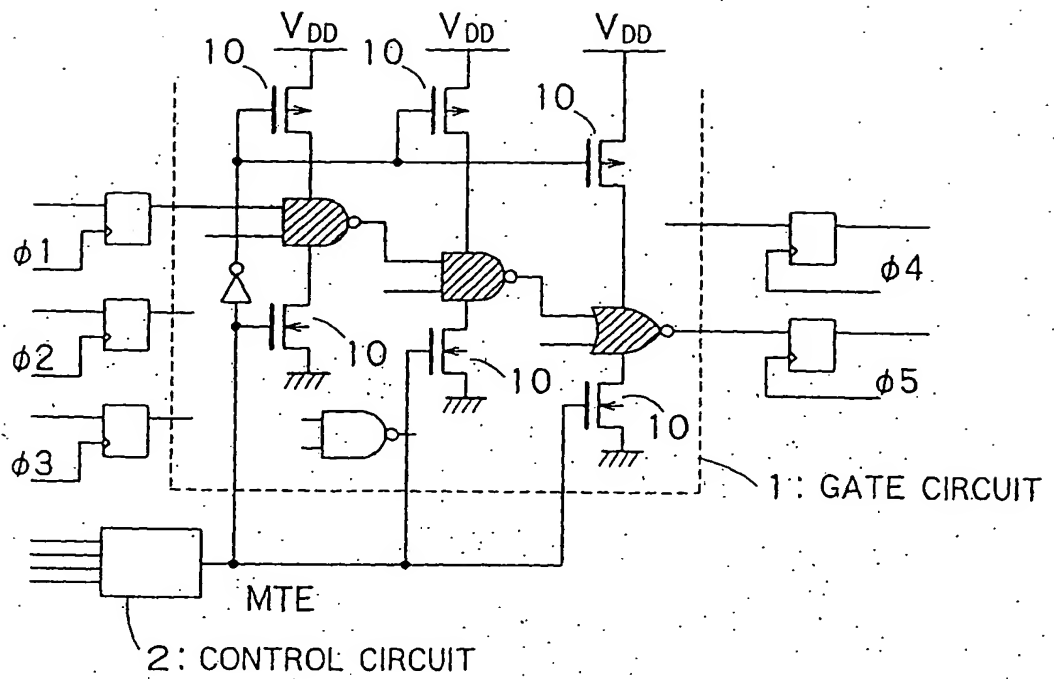 VDD VDD VDD
10 10 10
ϕ1 ϕ4
10
ϕ2 10 ϕ5
10
ϕ3
1: GATE CIRCUIT
MTE
2: CONTROL CIRCUIT